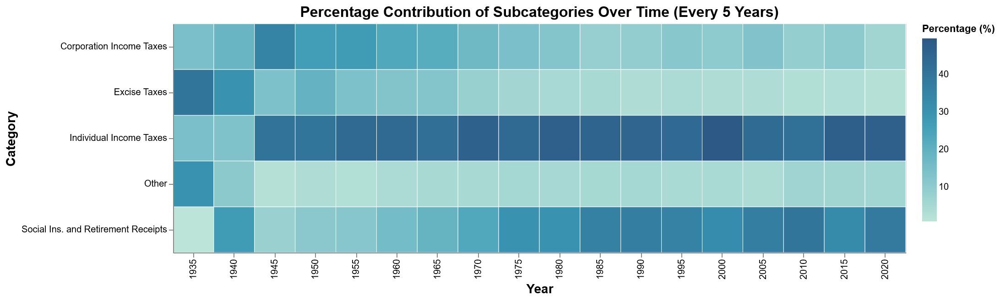 Percentage Contribution of Subcategories Over Time (Every 5 Years)
Percentage (%)
40
30
20
10
Category
Corporation Income Taxes
Excise Taxes
Individual Income Taxes
Other
Social Ins. and Retirement Receipts
1935
1940
1945
1950
1955
1960
1965
1970
1975
1980
1985
1990
1995
2000
2005
2010
2015
2020
Year